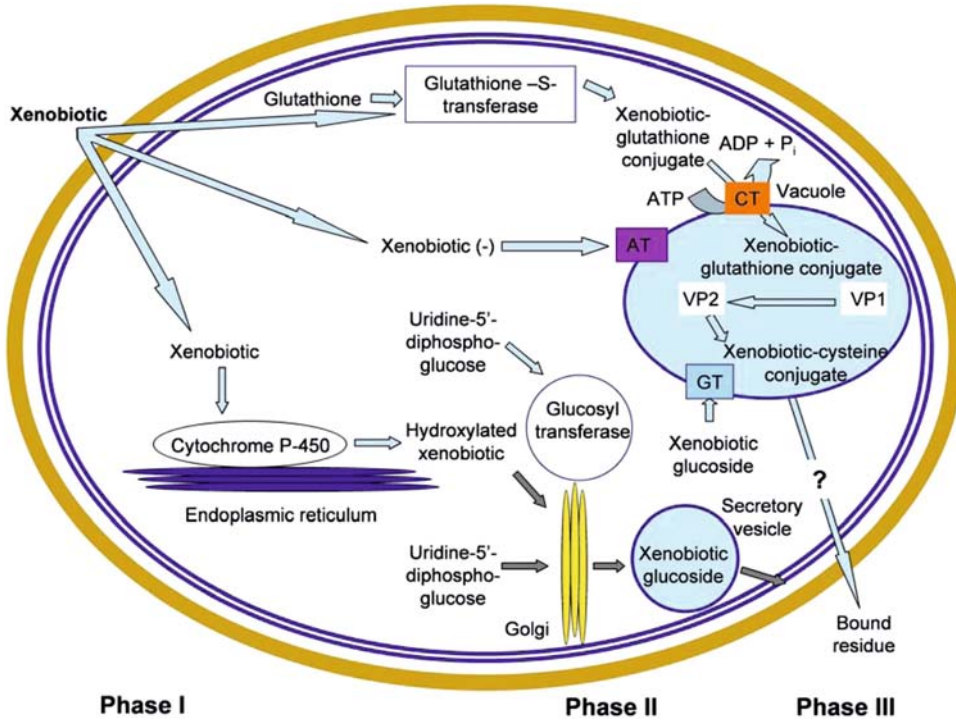 Xenobiotic
Glutathione
Glutathione –S-
transferase
Xenobiotic-
glutathione
conjugate
ADP + Pi
ATP
CT
Vacuole
Xenobiotic (-)
AT
Xenobiotic-
glutathione conjugate
VP2
VP1
Xenobiotic-cysteine
conjugate
GT
Xenobiotic
glucoside
Xenobiotic
Uridine-5'-
diphospho-
glucose
Glucosyl
transferase
Cytochrome P-450
Hydroxylated
xenobiotic
Endoplasmic reticulum
?
Uridine-5'-
diphospho-
glucose
Golgi
Secretory
vesicle
Xenobiotic
glucoside
Bound
residue
Phase I
Phase II
Phase III